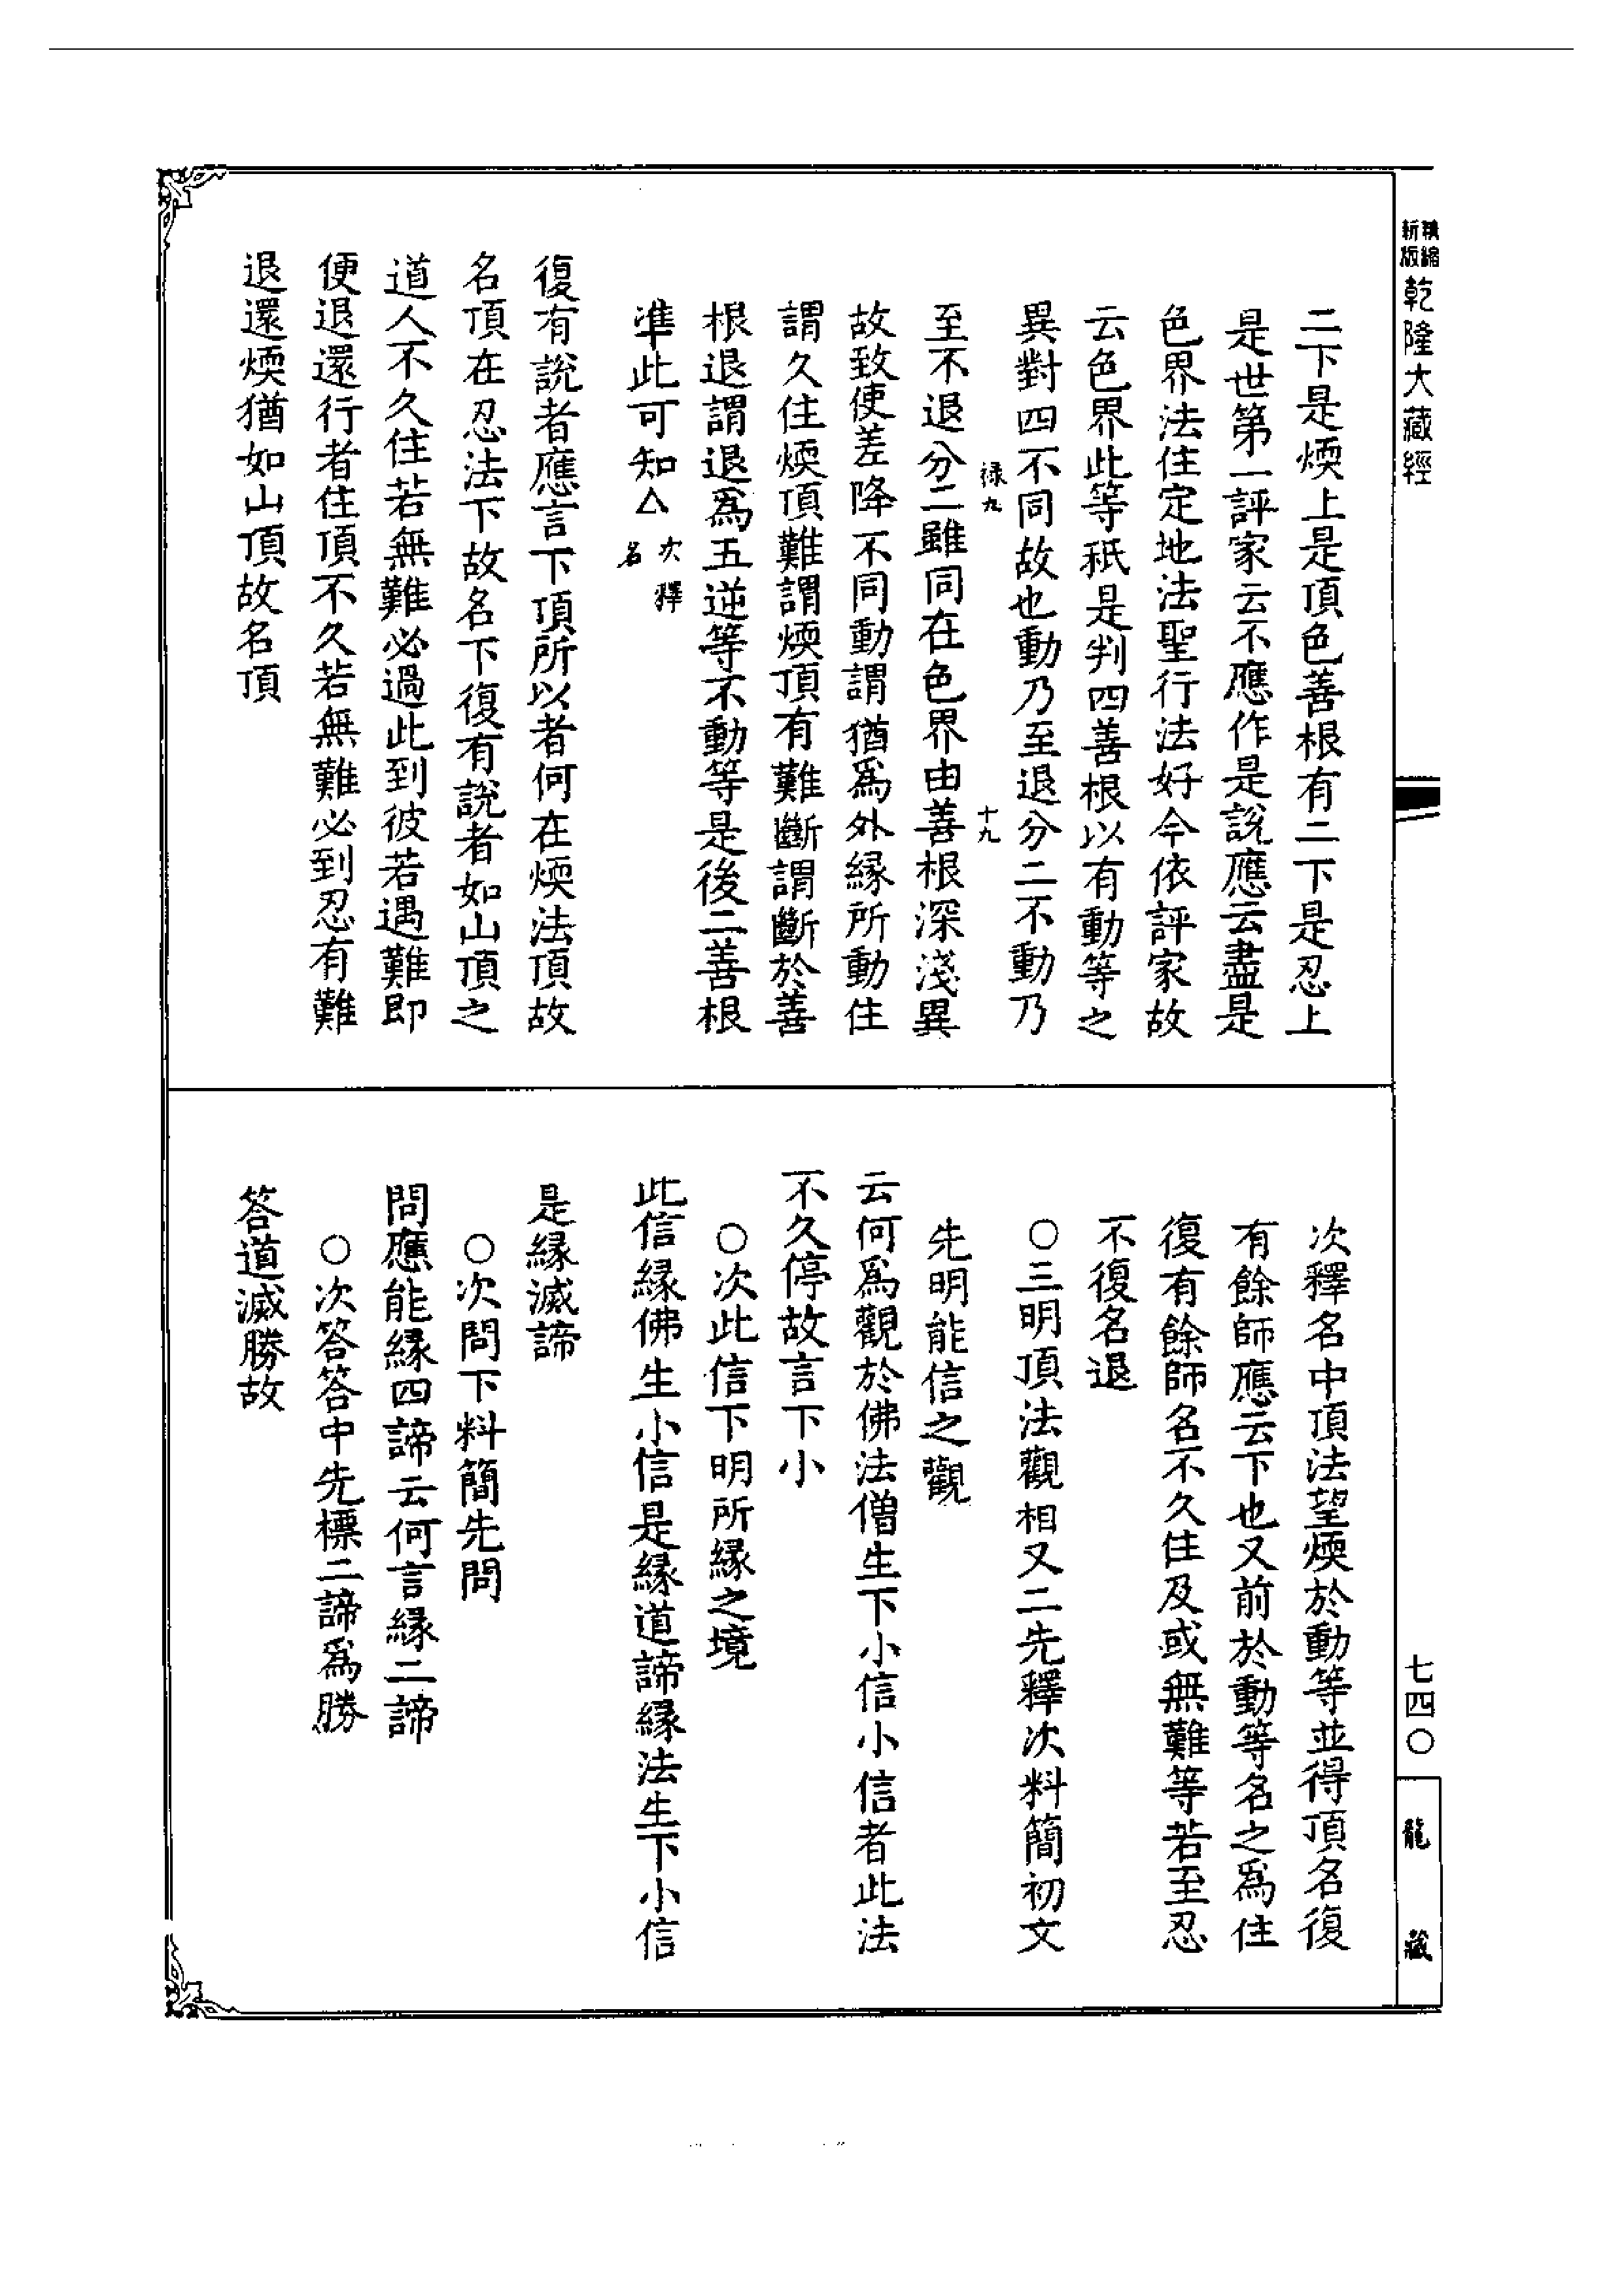 精縮
新版
乾隆大藏經
二下是煗上是頂色善根有二下是忍上
是世第一評家云不應作是說應云盡是
色界法住定地法聖行法好今依評家故
云色界此等秖是判四善根以有動等之
異對四不同故也動乃至退分二不動乃
祿九
十九
至不退分二雖同在色界由善根深淺異
故致使差降不同動謂猶爲外緣所動住
謂久住煗頂難謂煗頂有難斷謂斷於善
根退謂退爲五逆等不動等是後二善根
準此可知△次釋名
復有說者應言下頂所以者何在煗法頂故
名頂在忍法下故名下復有說者如山頂之
道人不久住若無難必過此到彼若遇難即
便退還行者住頂不久若無難必到忍有難
退還煗猶如山頂故名頂
次釋名中頂法望煗於動等並得頂名復
有餘師應云下也又前於動等名之爲住
復有餘師名不久住及或無難等若至忍
不復名退
○三明頂法觀相又二先釋次料簡初文
先明能信之觀
云何爲觀於佛法僧生下小信小信者此法
不久停故言下小
○次此信下明所緣之境
此信緣佛生小信是緣道諦緣法生下小信
是緣滅諦
○次問下料簡先問
問應能緣四諦云何言緣二諦
○次答答中先標二諦爲勝
答道滅勝故
七四○
龍藏